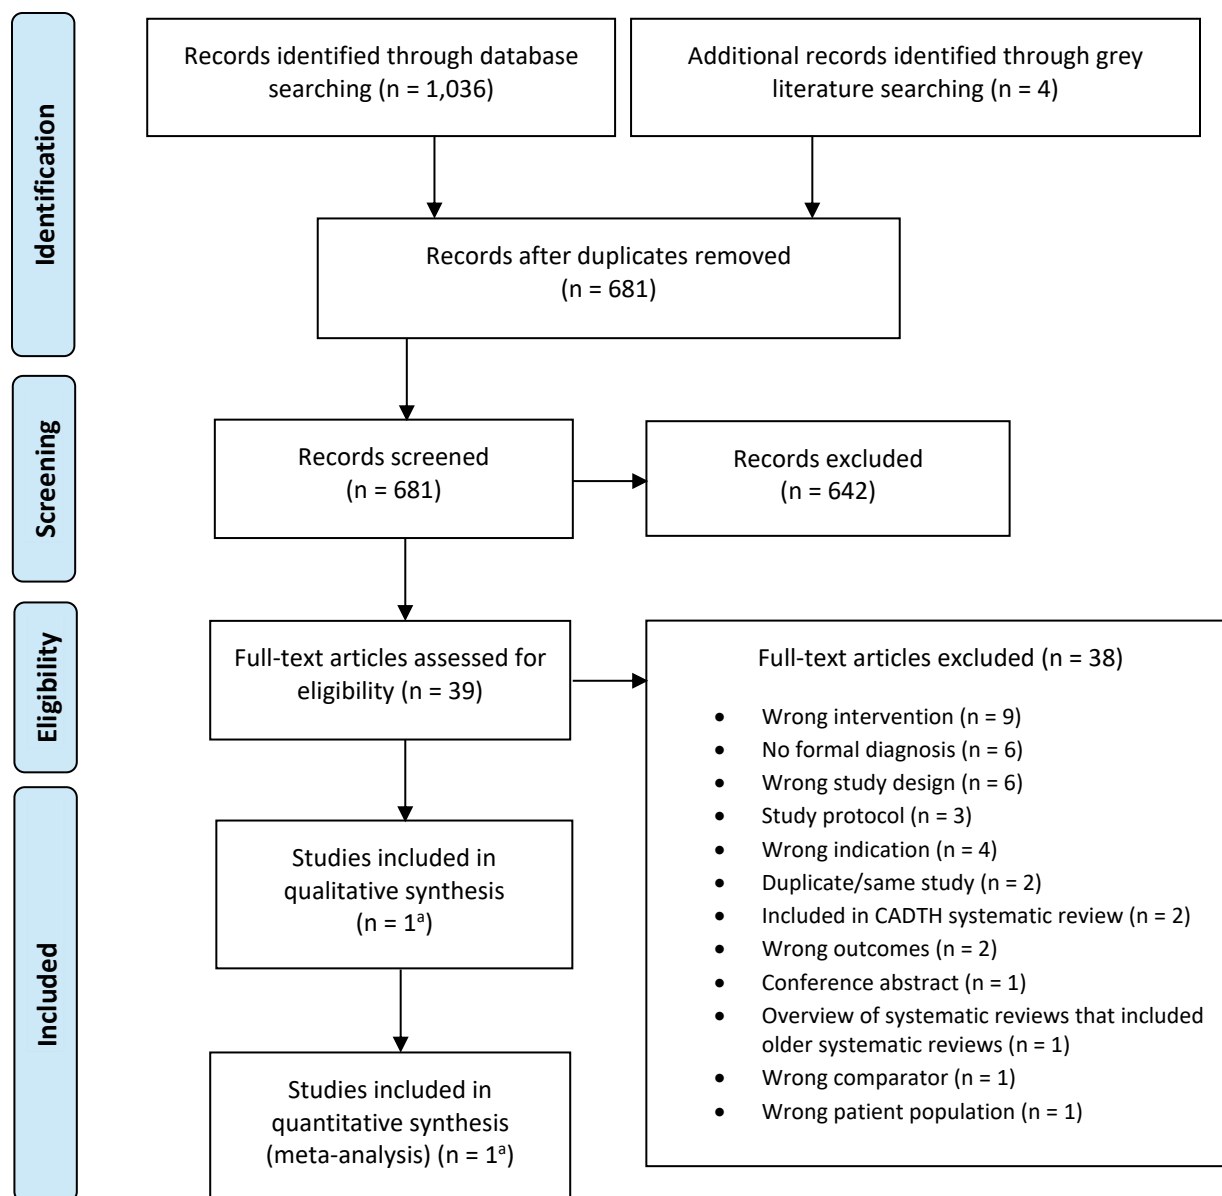 Identification
Records identified through database
searching (n = 1,036)
Additional records identified through grey
literature searching (n = 4)
Records after duplicates removed
(n = 681)
Screening
Records screened
(n = 681)
Records excluded
(n = 642)
Eligibility
Full-text articles assessed for
eligibility (n = 39)
Full-text articles excluded (n = 38)
• Wrong intervention (n = 9)
• No formal diagnosis (n = 6)
• Wrong study design (n = 6)
• Study protocol (n = 3)
• Wrong indication (n = 4)
• Duplicate/same study (n = 2)
• Included in CADTH systematic review (n = 2)
• Wrong outcomes (n = 2)
• Conference abstract (n = 1)
• Overview of systematic reviews that included
older systematic reviews (n = 1)
• Wrong comparator (n = 1)
• Wrong patient population (n = 1)
Included
Studies included in
qualitative synthesis
(n = 1ᵃ)
Studies included in
quantitative synthesis
(meta-analysis) (n = 1ᵃ)